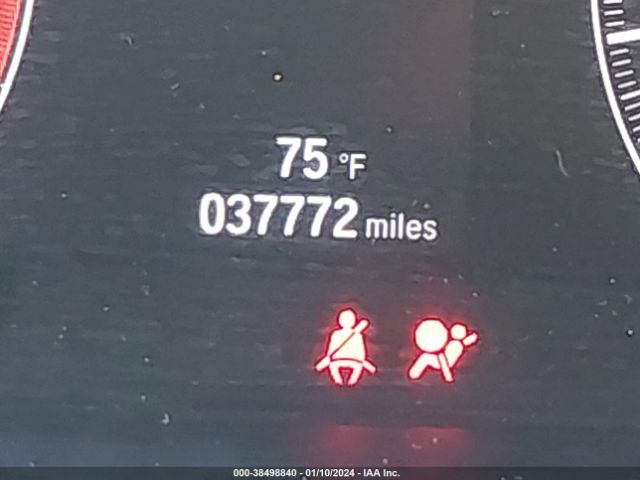 75 °F
037772 miles
000-38498840 - 01/10/2024 - IAA Inc.